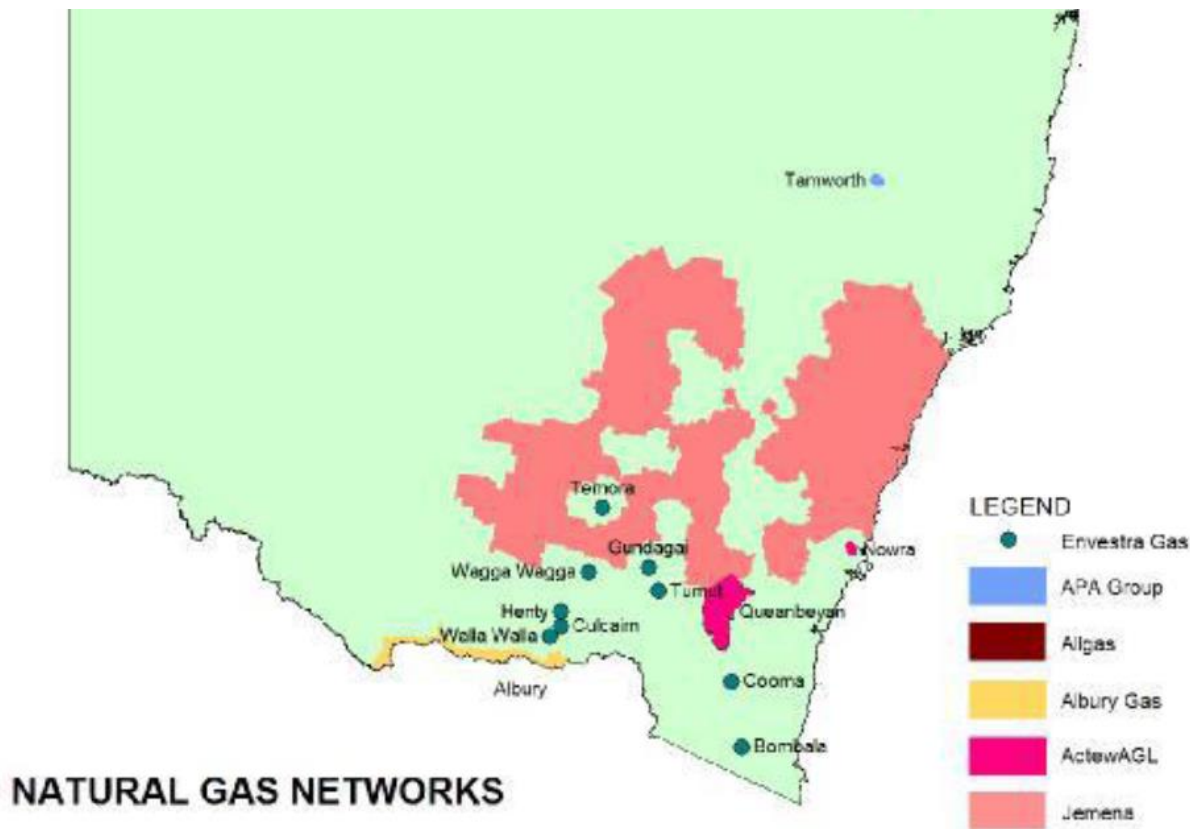 Tamworth
Temora
Gundagai
Wagga Wagga
Tumut
Henty
Culcairn
Walla Walla
Queanbeyan
Nowra
Albury
Cooma
Bombala
LEGEND
Envestra Gas
APA Group
Allgas
Albury Gas
ActewAGL
Jemena
NATURAL GAS NETWORKS